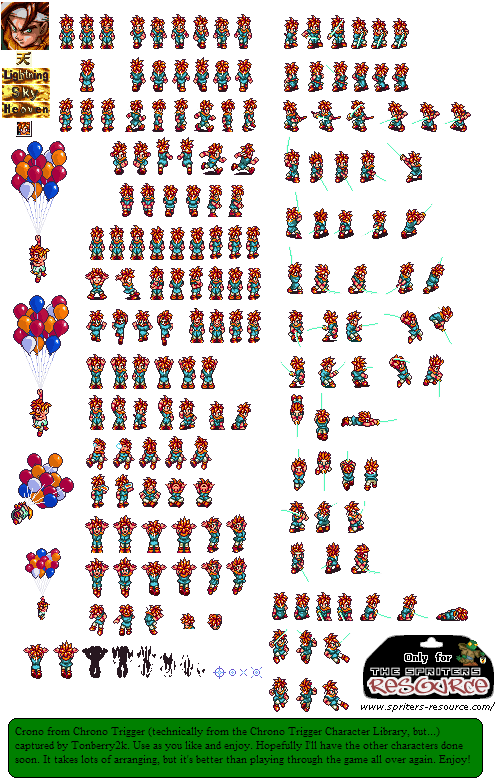 天
Lightning
Sky
Heaven
Only for
THE SPRITERS
RESOURCE
www.spriters-resource.com/
Crono from Chrono Trigger (technically from the Chrono Trigger Character Library, but...)
captured by Tonberry2k. Use as you like and enjoy. Hopefully I'll have the other characters done
soon. It takes lots of arranging, but it's better than playing through the game all over again. Enjoy!